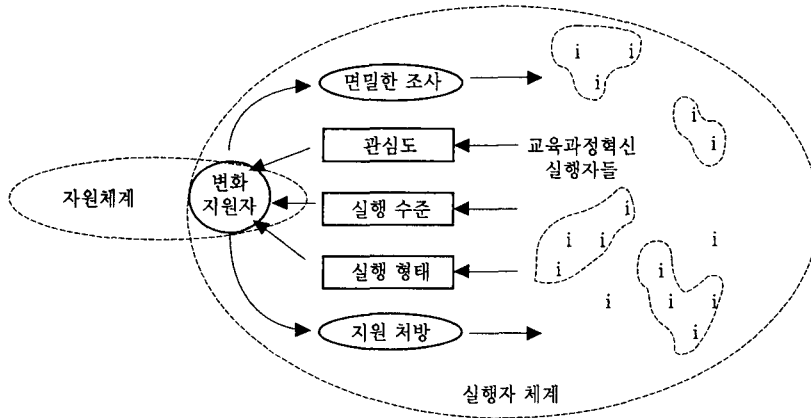 i i
i
면밀한 조사
i
i
관심도
교육과정혁신
실행자들
변화
지원자
자원체계
실행 수준
i
i i i
i
실행 형태
i
i i i
i
지원 처방
실행자 체계